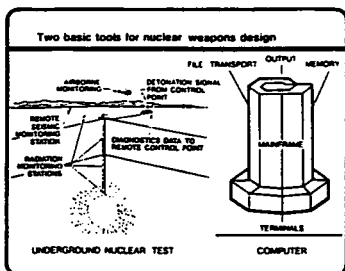 Two basic tools for nuclear weapons design
AIRBORNE
MONITORING
DETONATION SIGNAL
FROM CONTROL
POINT
REMOTE
SEISMIC
MONITORING
STATION
DIAGNOSTICS DATA TO
REMOTE CONTROL POINT
RADIATION
MONITORING
STATIONS
UNDERGROUND NUCLEAR TEST
OUTPUT
FILE TRANSPORT
MEMORY
MAINFRAME
TERMINALS
COMPUTER